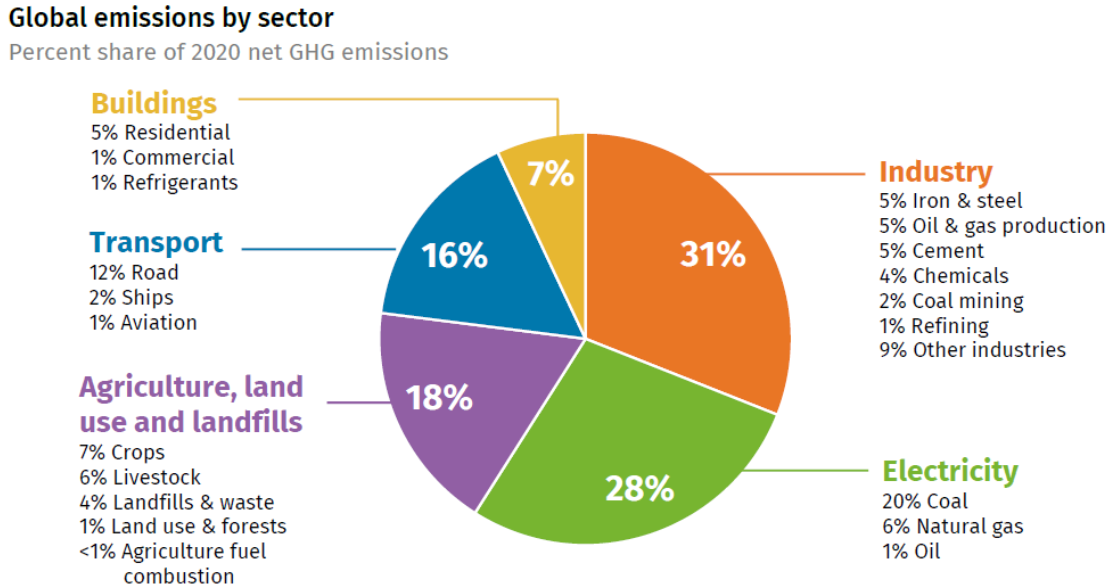 Global emissions by sector
Percent share of 2020 net GHG emissions
Buildings
5% Residential
1% Commercial
1% Refrigerants
Transport
12% Road
2% Ships
1% Aviation
Agriculture, land
use and landfills
7% Crops
6% Livestock
4% Landfills & waste
1% Land use & forests
<1% Agriculture fuel
combustion
7%
16%
18%
31%
28%
Industry
5% Iron & steel
5% Oil & gas production
5% Cement
4% Chemicals
2% Coal mining
1% Refining
9% Other industries
Electricity
20% Coal
6% Natural gas
1% Oil